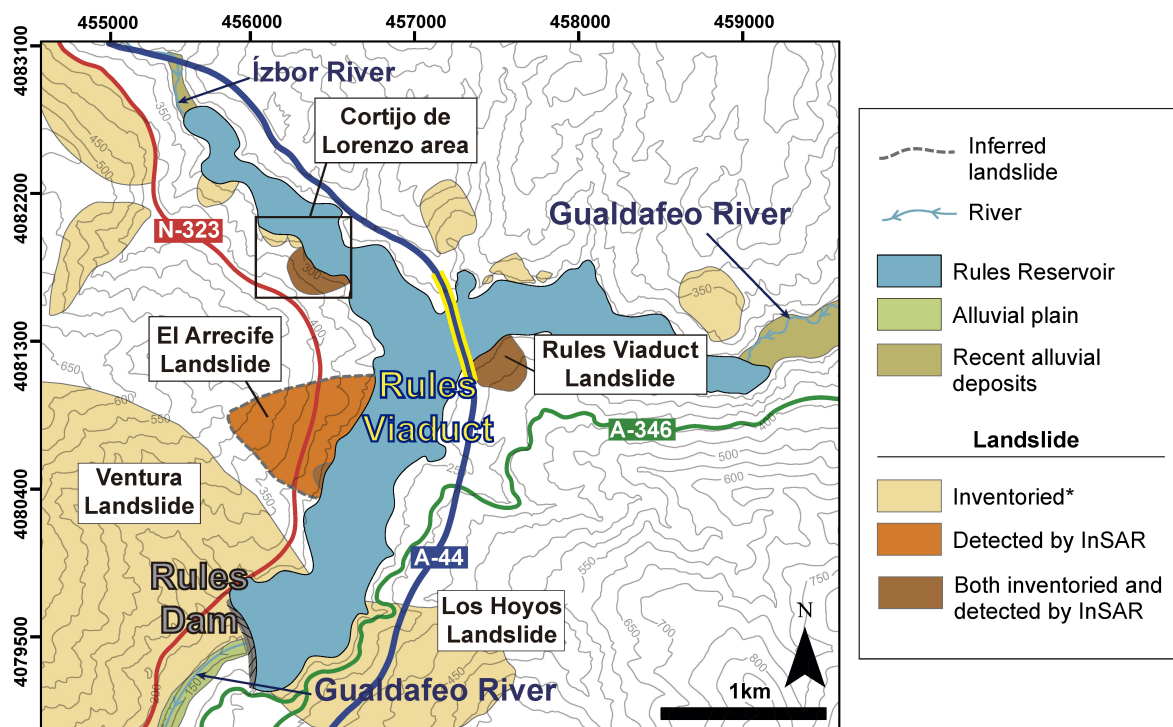 455000
456000
457000
458000
459000
4083100
4082200
4081300
4080400
4079500
Ízbor River
Cortijo de
Lorenzo area
Gualdafeo River
N-323
El Arrecife
Landslide
Rules Viaduct
Landslide
Rules
Viaduct
A-346
Ventura
Landslide
A-44
Rules
Dam
Los Hoyos
Landslide
Gualdafeo River
N
1km
350
450
500
300
400
350
650
600
550
350
250
400
500
600
750
650
700
800
450
200
150
Inferred
landslide
River
Rules Reservoir
Alluvial plain
Recent alluvial
deposits
Landslide
Inventoried*
Detected by InSAR
Both inventoried and
detected by InSAR